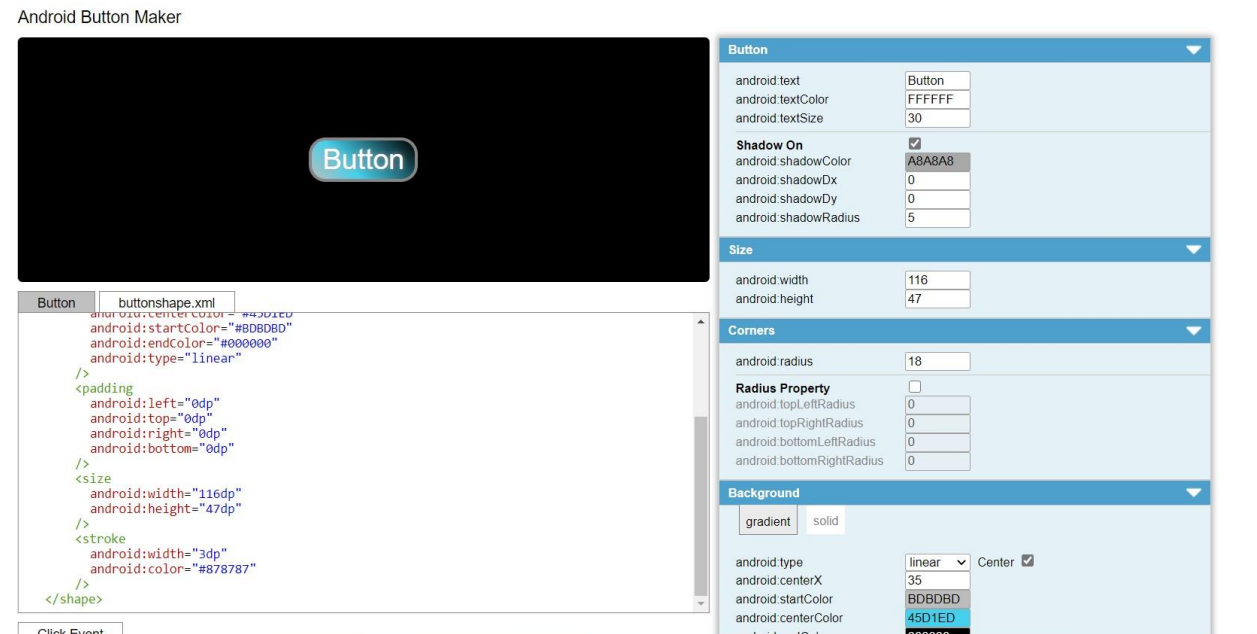 Android Button Maker
Button
Button
buttonshape.xml
android:centerColor="#45D1ED"
android:startColor="#BDBDBD"
android:endColor="#000000"
android:type="linear"
/>
<padding
android:left="0dp"
android:top="0dp"
android:right="0dp"
android:bottom="0dp"
/>
<size
android:width="116dp"
android:height="47dp"
/>
<stroke
android:width="3dp"
android:color="#878787"
/>
</shape>
Click Event
Button
android:text Button
android:textColor FFFFFF
android:textSize 30
Shadow On
android:shadowColor A8A8A8
android:shadowDx 0
android:shadowDy 0
android:shadowRadius 5
Size
android:width 116
android:height 47
Corners
android:radius 18
Radius Property
android:topLeftRadius 0
android:topRightRadius 0
android:bottomLeftRadius 0
android:bottomRightRadius 0
Background
gradient solid
android:type linear Center
android:centerX 35
android:startColor BDBDBD
android:centerColor 45D1ED